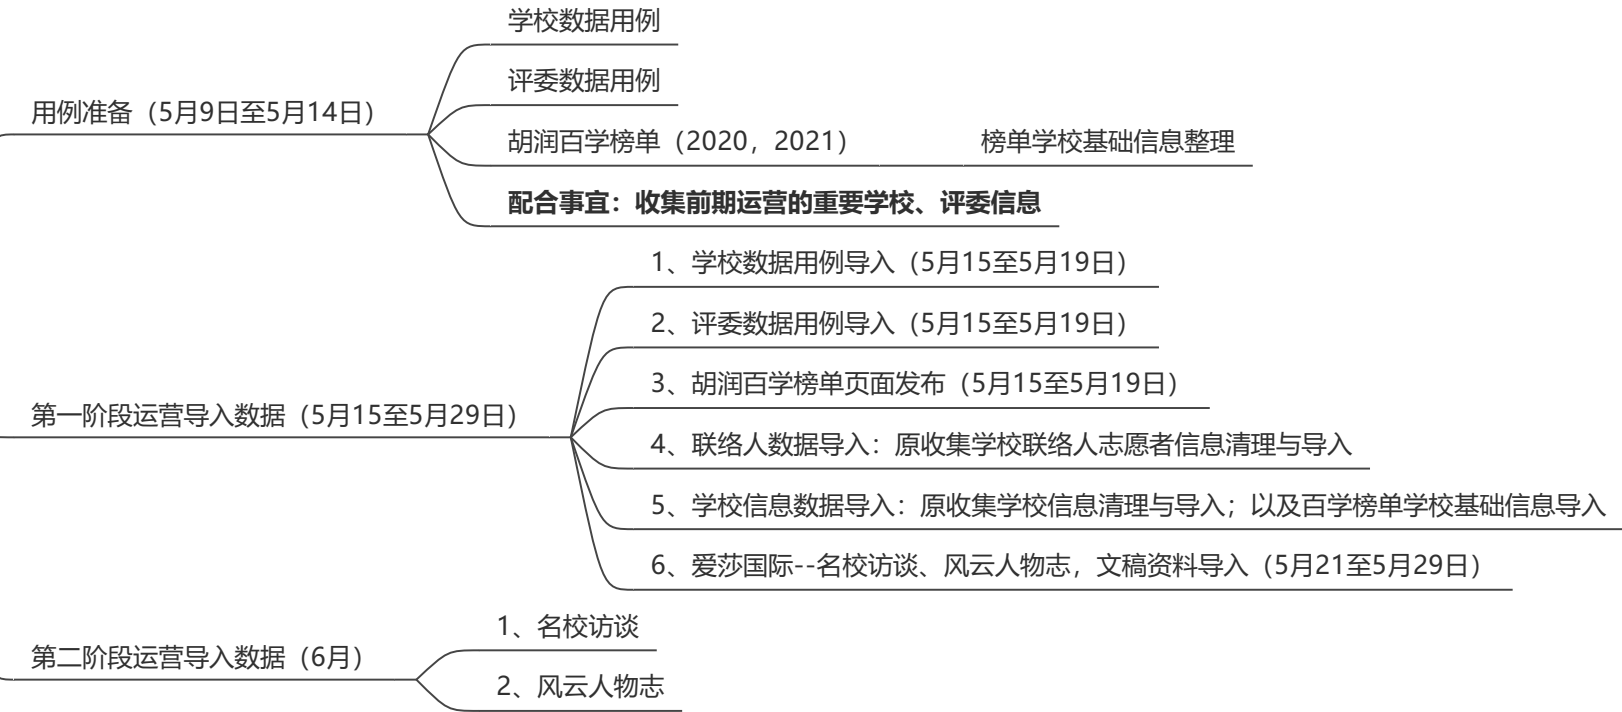 学校数据用例
评委数据用例
用例准备（5月9日至5月14日）
胡润百学榜单（2020，2021）
榜单学校基础信息整理
配合事宜：收集前期运营的重要学校、评委信息
1、学校数据用例导入（5月15至5月19日）
2、评委数据用例导入（5月15至5月19日）
3、胡润百学榜单页面发布（5月15至5月19日）
第一阶段运营导入数据（5月15至5月29日）
4、联络人数据导入：原收集学校联络人志愿者信息清理与导入
5、学校信息数据导入：原收集学校信息清理与导入；以及百学榜单学校基础信息导入
6、爱莎国际--名校访谈、风云人物志，文稿资料导入（5月21至5月29日）
第二阶段运营导入数据（6月）
1、名校访谈
2、风云人物志